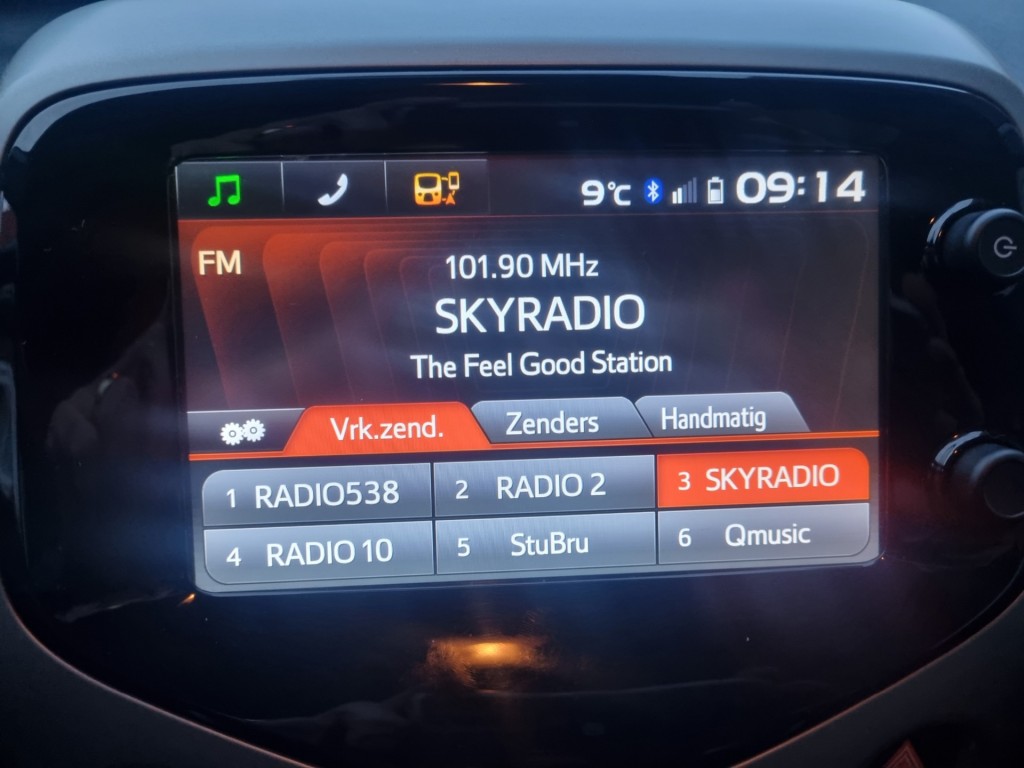 9°C 09:14
FM
101.90 MHz
SKYRADIO
The Feel Good Station
Vrk.zend. Zenders Handmatig
1 RADIO538 2 RADIO 2 3 SKYRADIO
4 RADIO 10 5 StuBru 6 Qmusic